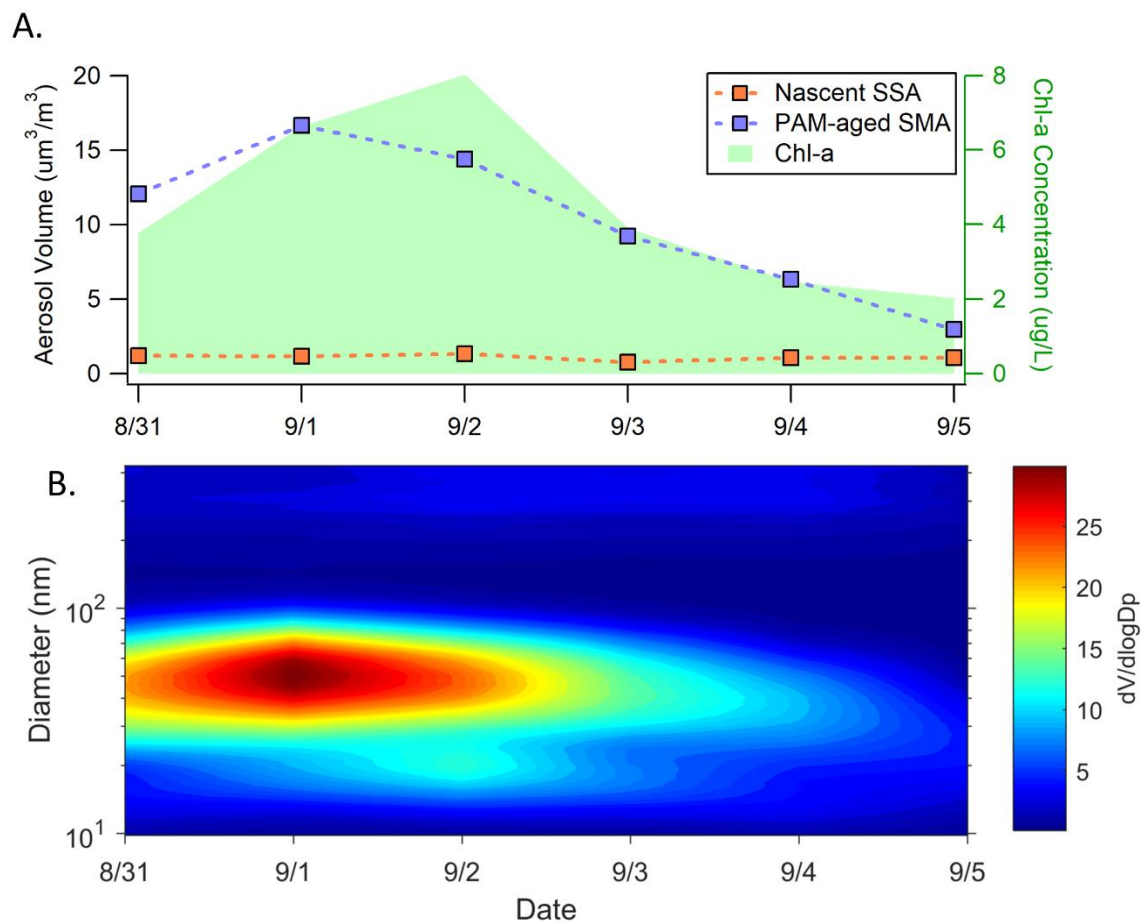 A.
Aerosol Volume (um³/m³)
20
15
10
5
0
Nascent SSA
PAM-aged SMA
Chl-a
8
6
4
2
0
Chl-a Concentration (ug/L)
8/31 9/1 9/2 9/3 9/4 9/5
B.
Diameter (nm)
10²
10¹
8/31 9/1 9/2 9/3 9/4 9/5
Date
25
20
15
10
5
dV/dlogDp